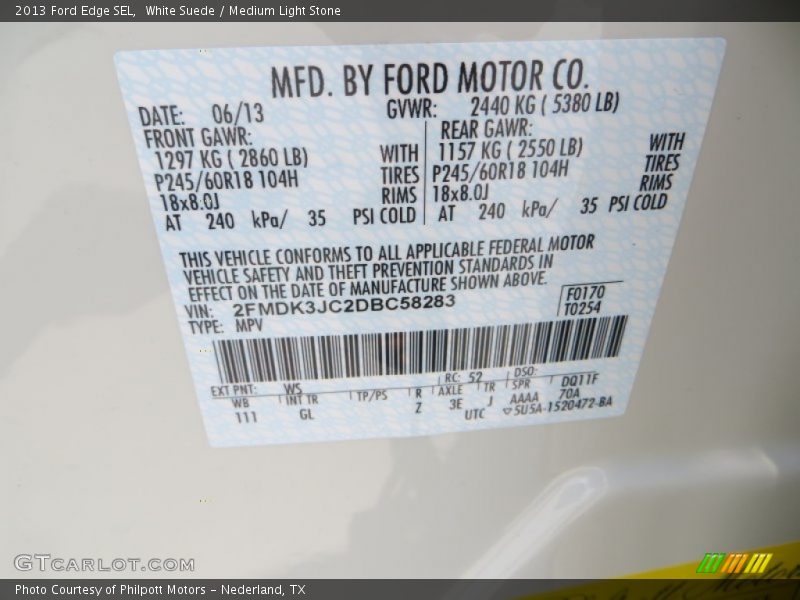 2013 Ford Edge SEL, White Suede / Medium Light Stone
MFD. BY FORD MOTOR CO.
DATE: 06/13 GVWR: 2440 KG ( 5380 LB)
FRONT GAWR: REAR GAWR:
1297 KG ( 2860 LB) WITH 1157 KG ( 2550 LB) WITH
P245/60R18 104H TIRES P245/60R18 104H TIRES
18x8.0J RIMS 18x8.0J RIMS
AT 240 kPa/ 35 PSI COLD AT 240 kPa/ 35 PSI COLD
THIS VEHICLE CONFORMS TO ALL APPLICABLE FEDERAL MOTOR
VEHICLE SAFETY AND THEFT PREVENTION STANDARDS IN
EFFECT ON THE DATE OF MANUFACTURE SHOWN ABOVE.
VIN: 2FMDK3JC2DBC58283 F0170
TYPE: MPV T0254
EXT PNT: WS RC: 52 DSO:
WB INT TR TP/PS R AXLE TR SPR DQ11F
111 GL Z 3E J AAAA 70A
UTC ▽5U5A-1520472-BA
GTCARLOT.COM
Photo Courtesy of Philpott Motors - Nederland, TX